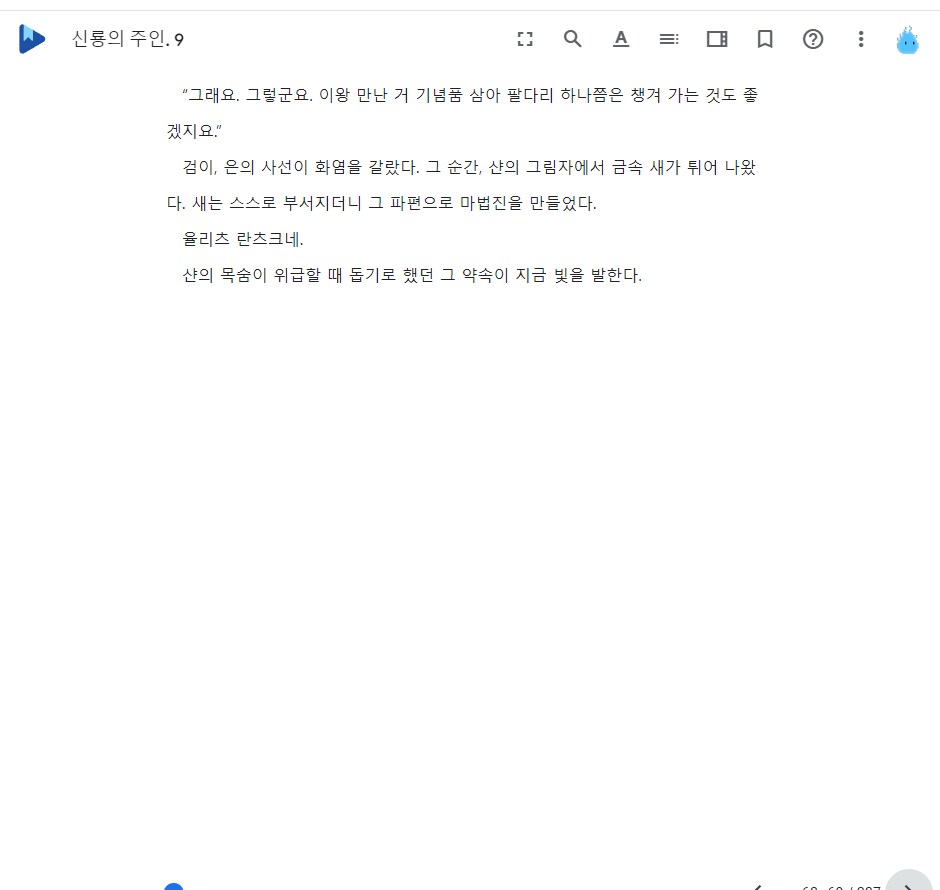 신룡의 주인. 9
“그래요. 그렇군요. 이왕 만난 거 기념품 삼아 팔다리 하나쯤은 챙겨 가는 것도 좋
겠지요.”
검이, 은의 사선이 화염을 갈랐다. 그 순간, 샨의 그림자에서 금속 새가 튀어 나왔
다. 새는 스스로 부서지더니 그 파편으로 마법진을 만들었다.
율리츠 란츠크네.
샨의 목숨이 위급할 때 돕기로 했던 그 약속이 지금 빛을 발한다.